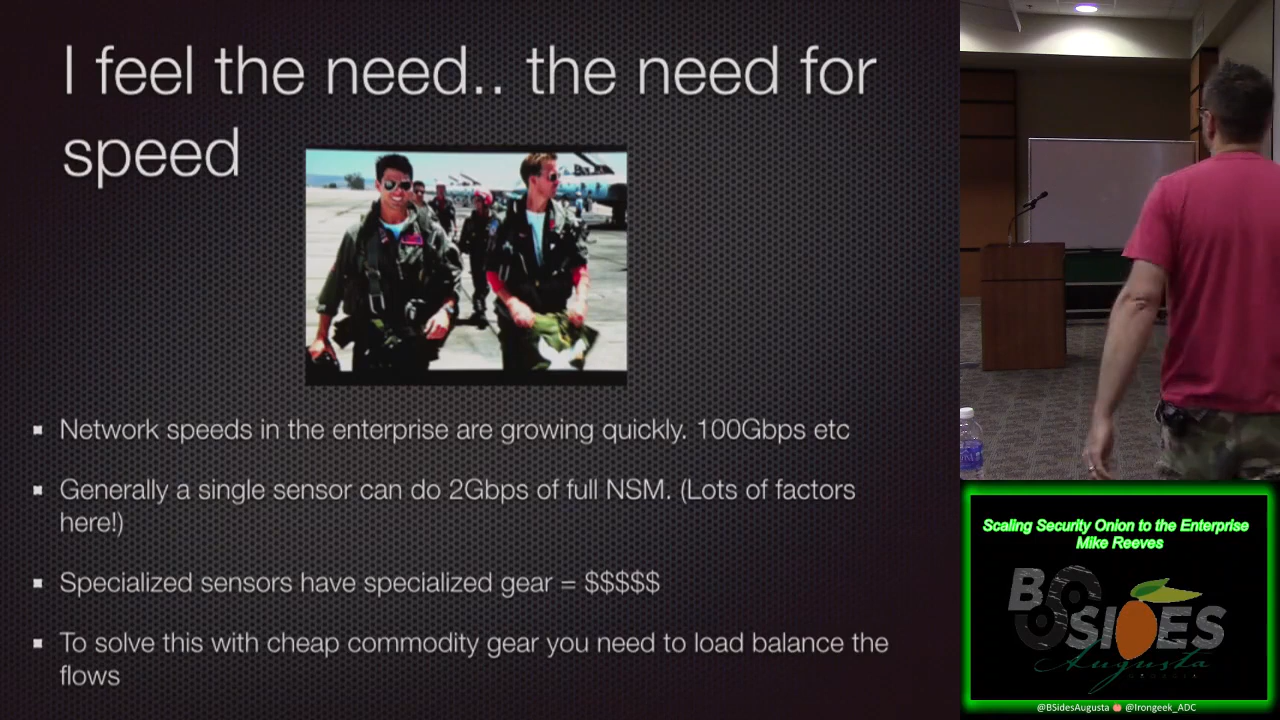 I feel the need.. the need for
speed
Network speeds in the enterprise are growing quickly. 100Gbps etc
Generally a single sensor can do 2Gbps of full NSM. (Lots of factors
here!)
Specialized sensors have specialized gear = $$$$$
To solve this with cheap commodity gear you need to load balance the
flows
Scaling Security Onion to the Enterprise
Mike Reeves
BSIDES
Augusta
GEORGIA
@BSidesAugusta @Irongeek_ADC